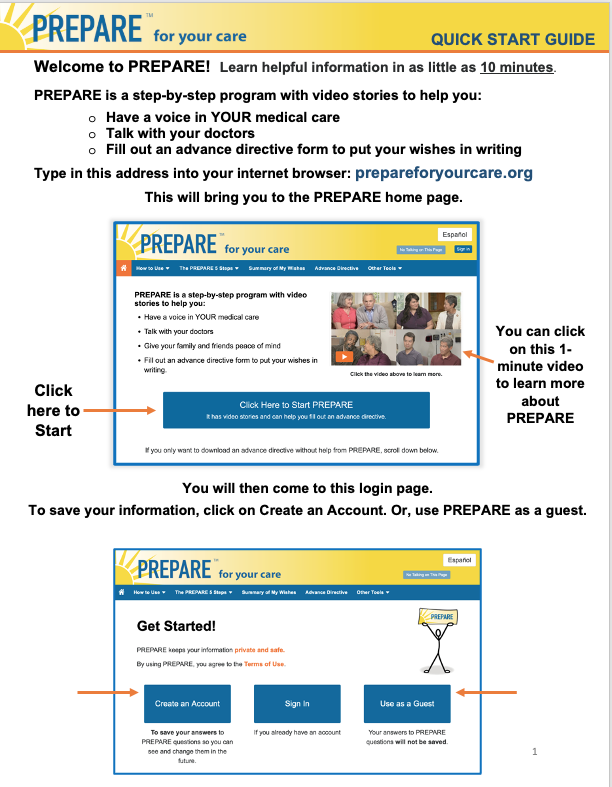 PREPARE™ for your care
QUICK START GUIDE
Welcome to PREPARE! Learn helpful information in as little as 10 minutes.
PREPARE is a step-by-step program with video stories to help you:
o Have a voice in YOUR medical care
o Talk with your doctors
o Fill out an advance directive form to put your wishes in writing
Type in this address into your internet browser: prepareforyourcare.org
This will bring you to the PREPARE home page.
Español
PREPARE™ for your care
No Talking on This Page
Sign In
How to Use ▾ The PREPARE 5 Steps ▾ Summary of My Wishes Advance Directive Other Tools ▾
PREPARE is a step-by-step program with video
stories to help you:
• Have a voice in YOUR medical care
• Talk with your doctors
• Give your family and friends peace of mind
• Fill out an advance directive form to put your wishes in
writing.
Click the video above to learn more.
You can click
on this 1-
minute video
to learn more
about
PREPARE
Click
here to
Start
Click Here to Start PREPARE
It has video stories and can help you fill out an advance directive.
If you only want to download an advance directive without help from PREPARE, scroll down below.
You will then come to this login page.
To save your information, click on Create an Account. Or, use PREPARE as a guest.
Español
PREPARE™ for your care
No Talking on This Page
How to Use ▾ The PREPARE 5 Steps ▾ Summary of My Wishes Advance Directive Other Tools ▾
Get Started!
PREPARE
PREPARE keeps your information private and safe.
By using PREPARE, you agree to the Terms of Use.
Create an Account
Sign In
Use as a Guest
To save your answers to
PREPARE questions so you can
see and change them in the
future.
If you already have an account
Your answers to PREPARE
questions will not be saved.
1